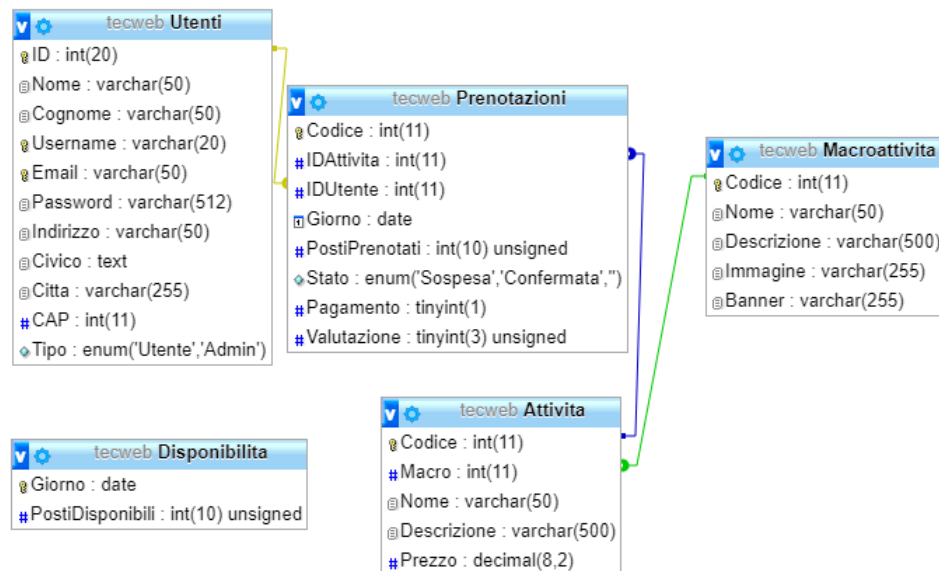 tecweb Utenti
ID : int(20)
Nome : varchar(50)
Cognome : varchar(50)
Username : varchar(20)
Email : varchar(50)
Password : varchar(512)
Indirizzo : varchar(50)
Civico : text
Citta : varchar(255)
CAP : int(11)
Tipo : enum('Utente','Admin')
tecweb Prenotazioni
Codice : int(11)
IDAttivita : int(11)
IDUtente : int(11)
Giorno : date
PostiPrenotati : int(10) unsigned
Stato : enum('Sospesa','Confermata','')
Pagamento : tinyint(1)
Valutazione : tinyint(3) unsigned
tecweb Macroattivita
Codice : int(11)
Nome : varchar(50)
Descrizione : varchar(500)
Immagine : varchar(255)
Banner : varchar(255)
tecweb Disponibilita
Giorno : date
PostiDisponibili : int(10) unsigned
tecweb Attivita
Codice : int(11)
Macro : int(11)
Nome : varchar(50)
Descrizione : varchar(500)
Prezzo : decimal(8,2)